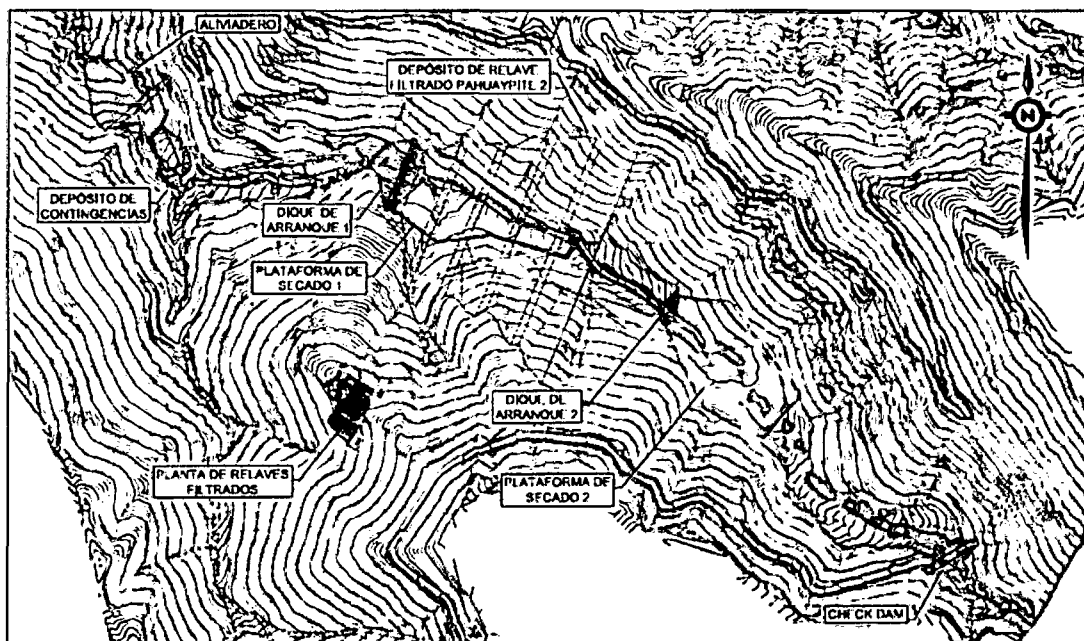 ALIVIADERO
DEPÓSITO DE RELAVE
FILTRADO PAHUAYPITE 2
N
DEPÓSITO DE
CONTINGENCIAS
DIQUE DE
ARRANQUE 1
PLATAFORMA DE
SECADO 1
DIQUE DE
ARRANQUE 2
PLANTA DE RELAVES
FILTRADOS
PLATAFORMA DE
SECADO 2
CHECK DAM